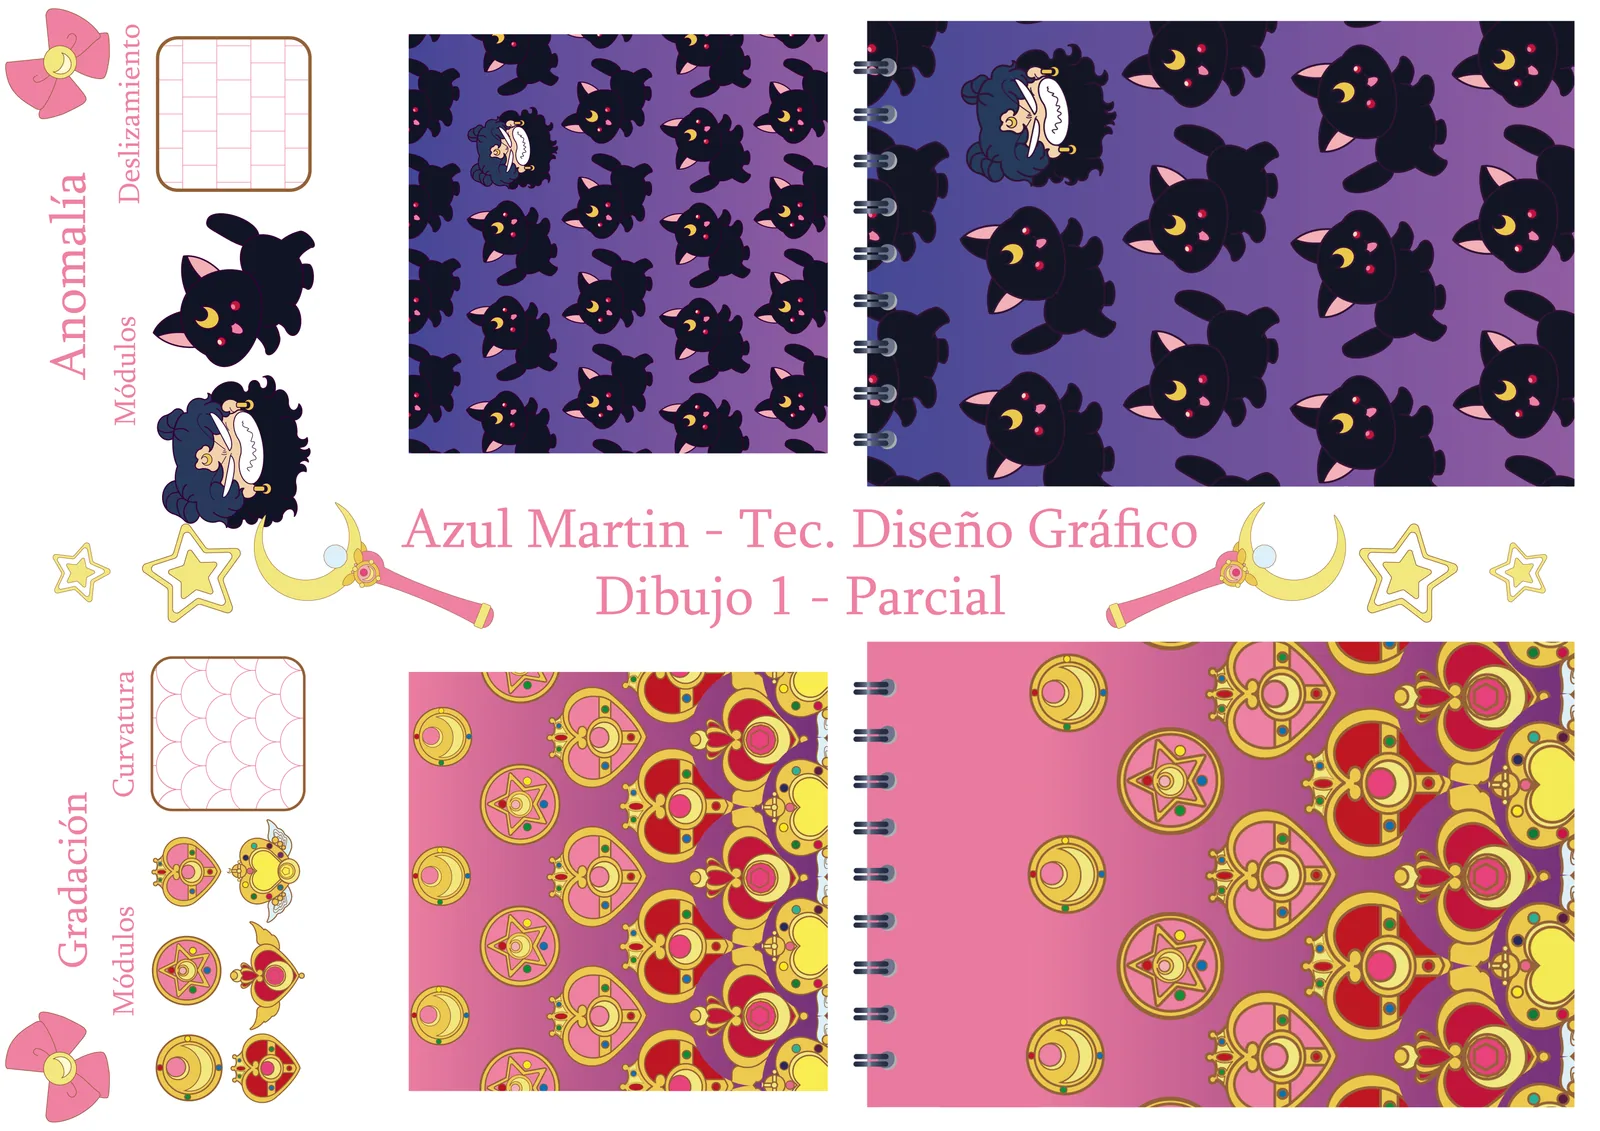 Anomalía
Deslizamiento
Módulos
Azul Martin - Tec. Diseño Gráfico
Dibujo 1 - Parcial
Gradación
Curvatura
Módulos